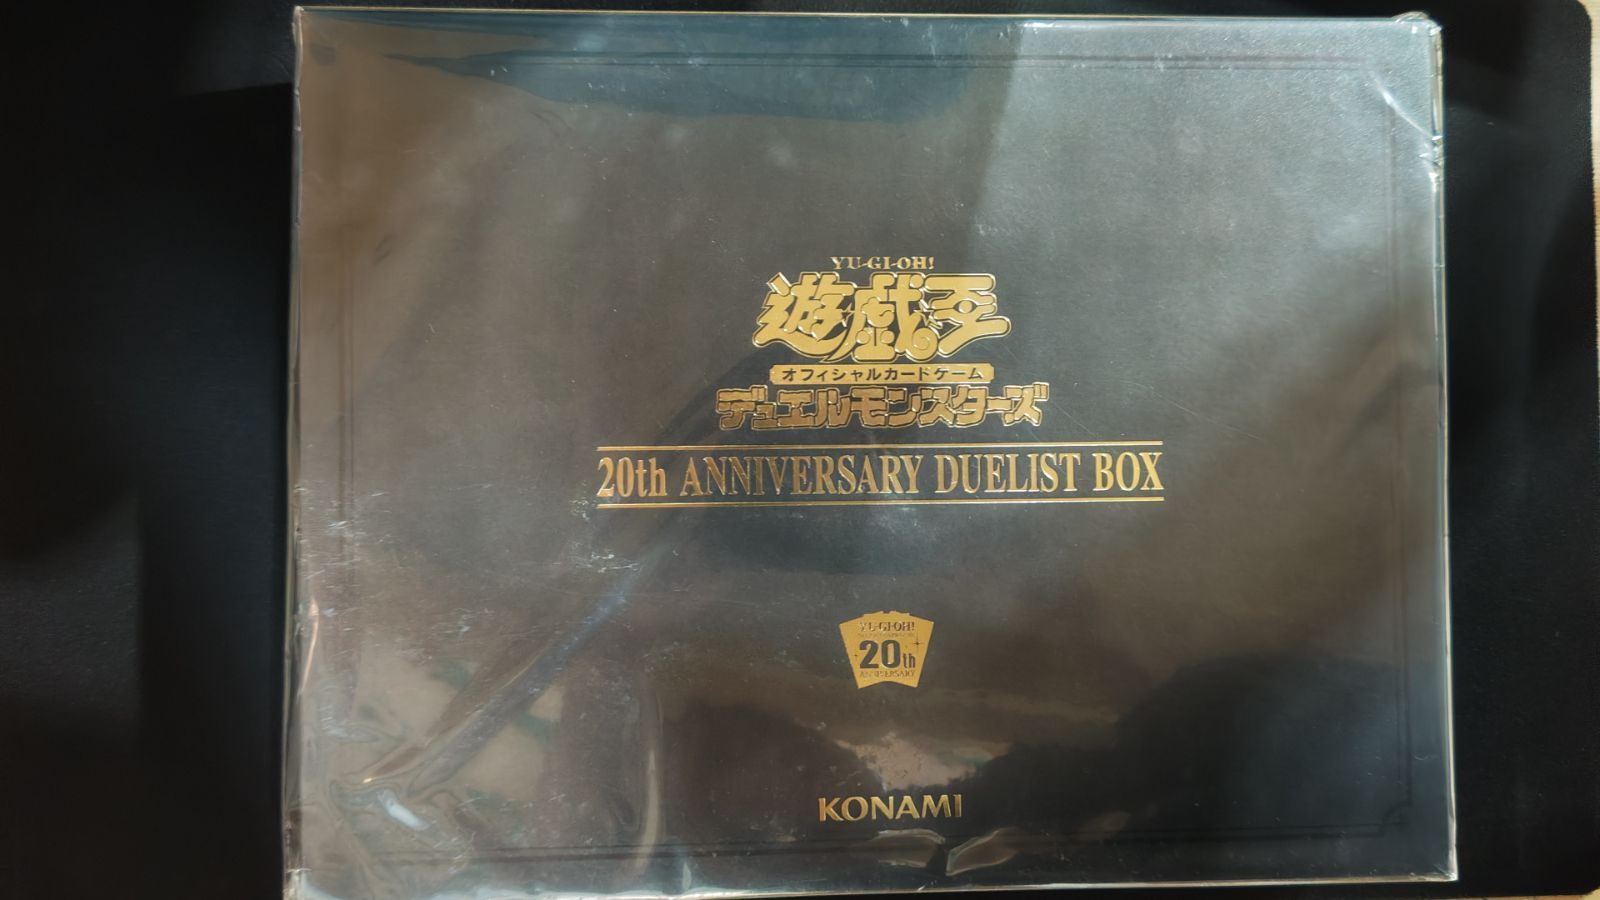 YU-GI-OH!
遊戯王
オフィシャルカードゲーム
デュエルモンスターズ
20th ANNIVERSARY DUELIST BOX
YU-GI-OH!
20th
ANNIVERSARY
KONAMI